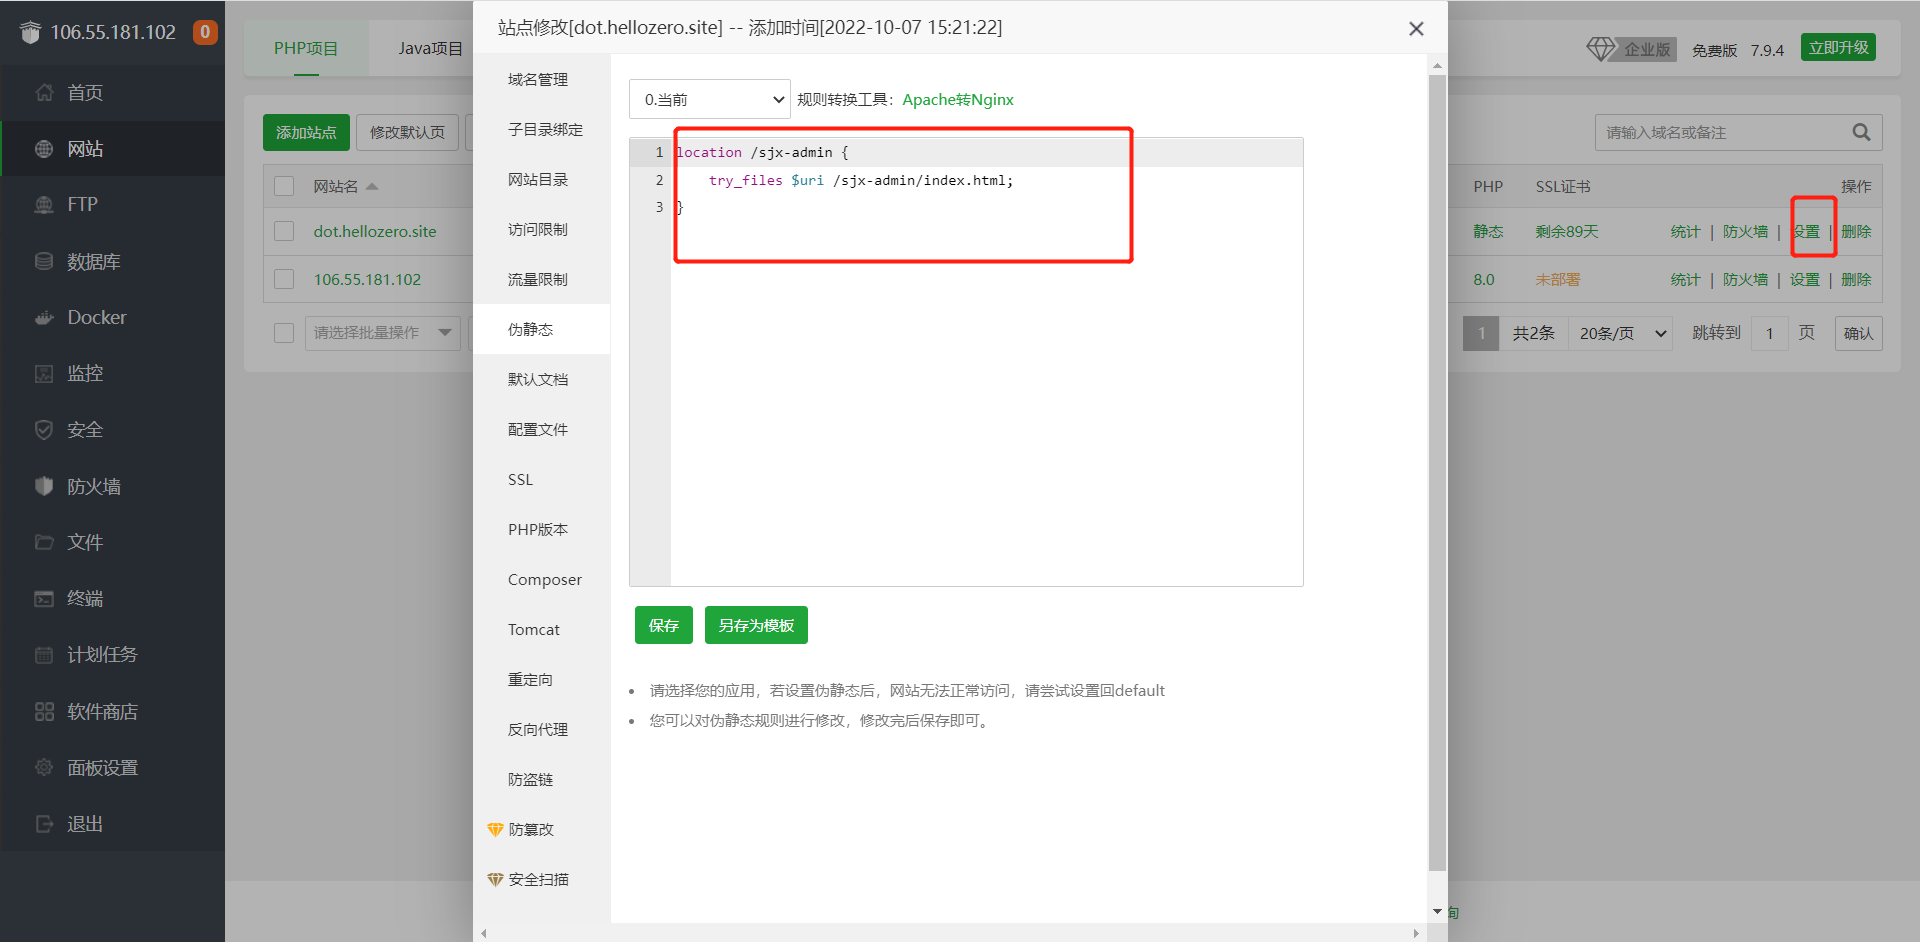 106.55.181.102
0
首页
网站
FTP
数据库
Docker
监控
安全
防火墙
文件
终端
计划任务
软件商店
面板设置
退出
PHP项目
Java项目
添加站点
修改默认页
网站名
dot.hellozero.site
106.55.181.102
请选择批量操作
站点修改[dot.hellozero.site] -- 添加时间[2022-10-07 15:21:22]
域名管理
子目录绑定
网站目录
访问限制
流量限制
伪静态
默认文档
配置文件
SSL
PHP版本
Composer
Tomcat
重定向
反向代理
防盗链
防篡改
安全扫描
0.当前
规则转换工具：Apache转Nginx
1 location /sjx-admin {
2 try_files $uri /sjx-admin/index.html;
3 }
保存
另存为模板
• 请选择您的应用，若设置伪静态后，网站无法正常访问，请尝试设置回default
• 您可以对伪静态规则进行修改，修改完后保存即可。
企业版
免费版
7.9.4
立即升级
请输入域名或备注
PHP
SSL证书
操作
静态
剩余89天
统计 | 防火墙 | 设置 | 删除
8.0
未部署
统计 | 防火墙 | 设置 | 删除
1
共2条
20条/页
跳转到
1
页
确认
询